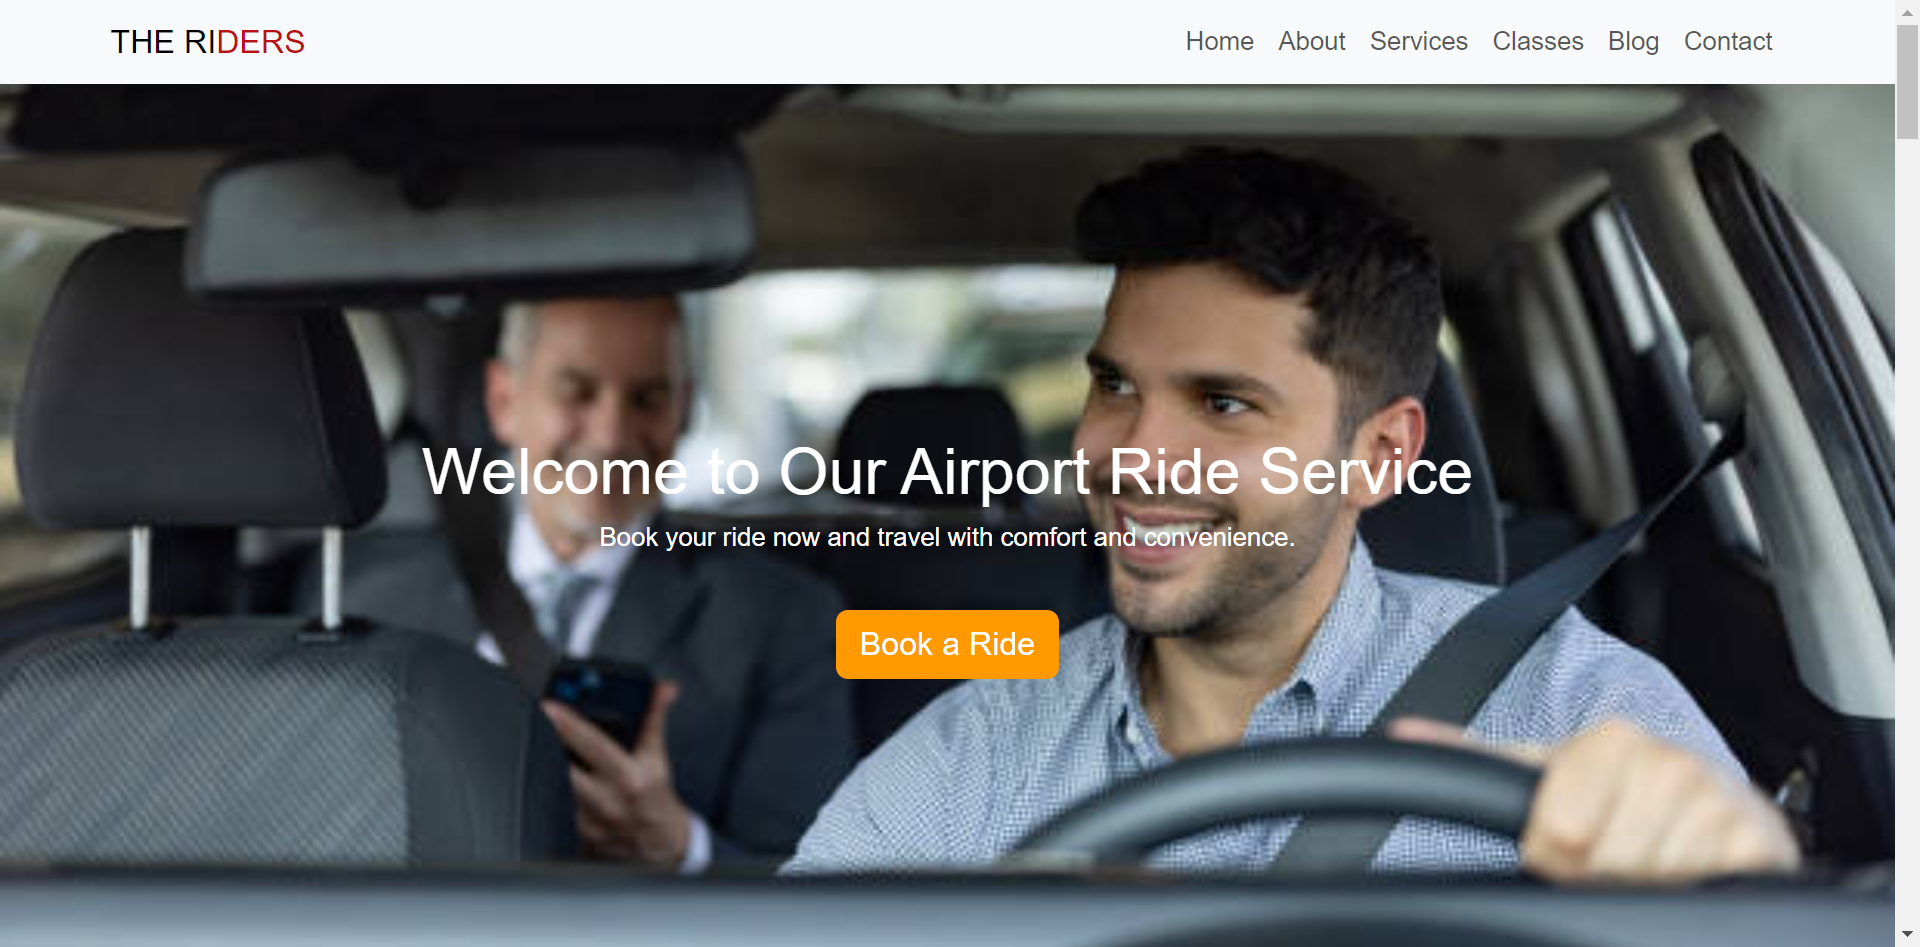 THE RIDERS
Home About Services Classes Blog Contact
Welcome to Our Airport Ride Service
Book your ride now and travel with comfort and convenience.
Book a Ride